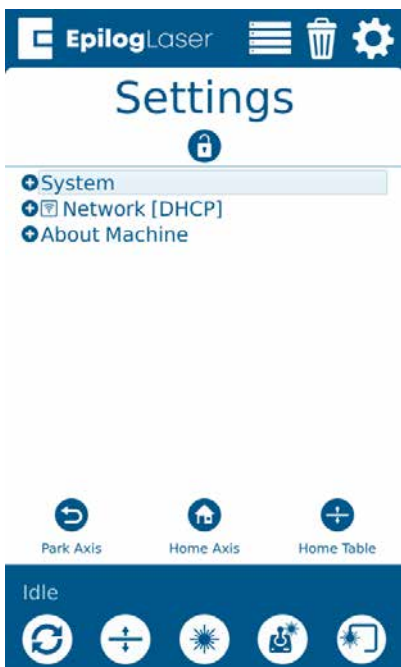 EpilogLaser
Settings
System
Network [DHCP]
About Machine
Park Axis
Home Axis
Home Table
Idle